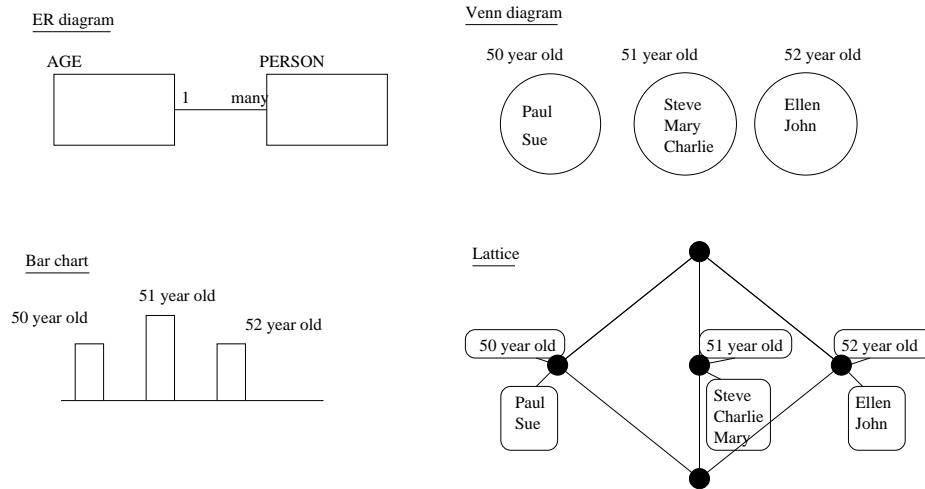 ER diagram
AGE
PERSON
1
many
Venn diagram
50 year old
51 year old
52 year old
Paul
Sue
Steve
Mary
Charlie
Ellen
John
Bar chart
50 year old
51 year old
52 year old
Lattice
50 year old
51 year old
52 year old
Paul
Sue
Steve
Charlie
Mary
Ellen
John